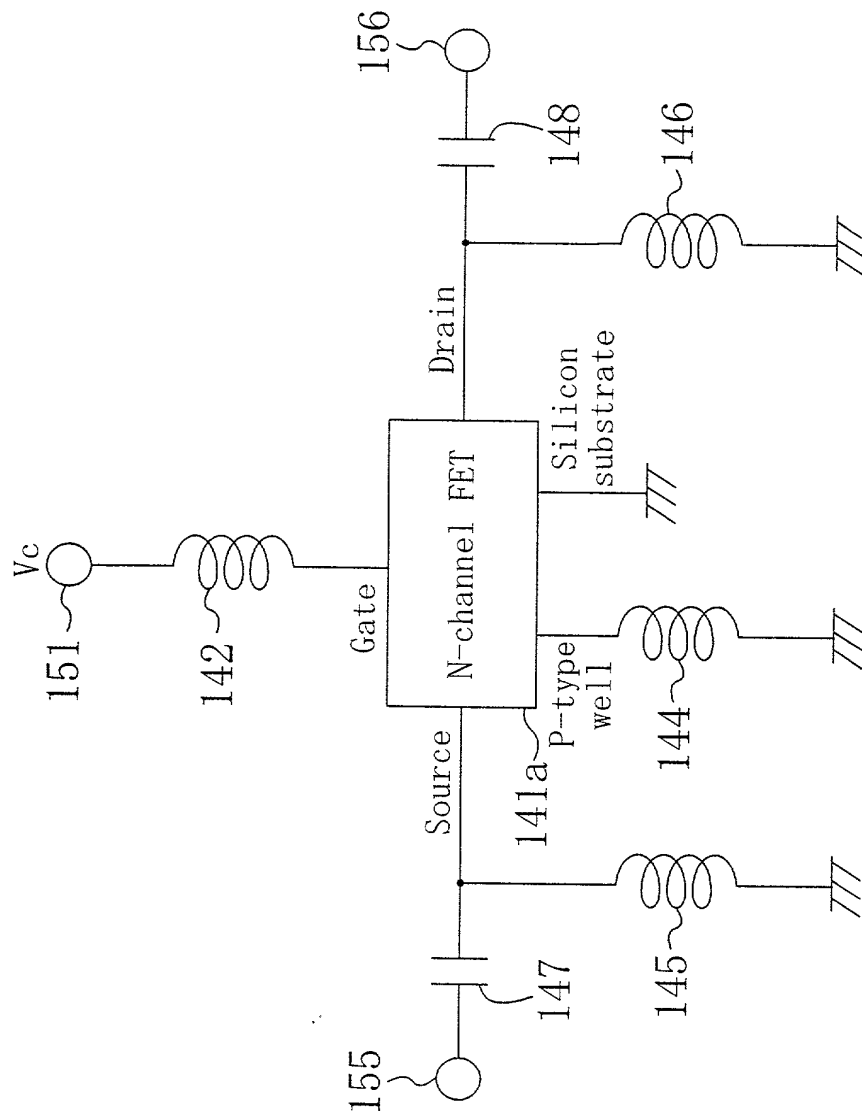 Vc
151
142
Gate
N-channel FET
Source
Drain
155
147
148
156
141a
P-type
well
Silicon
substrate
145
144
146